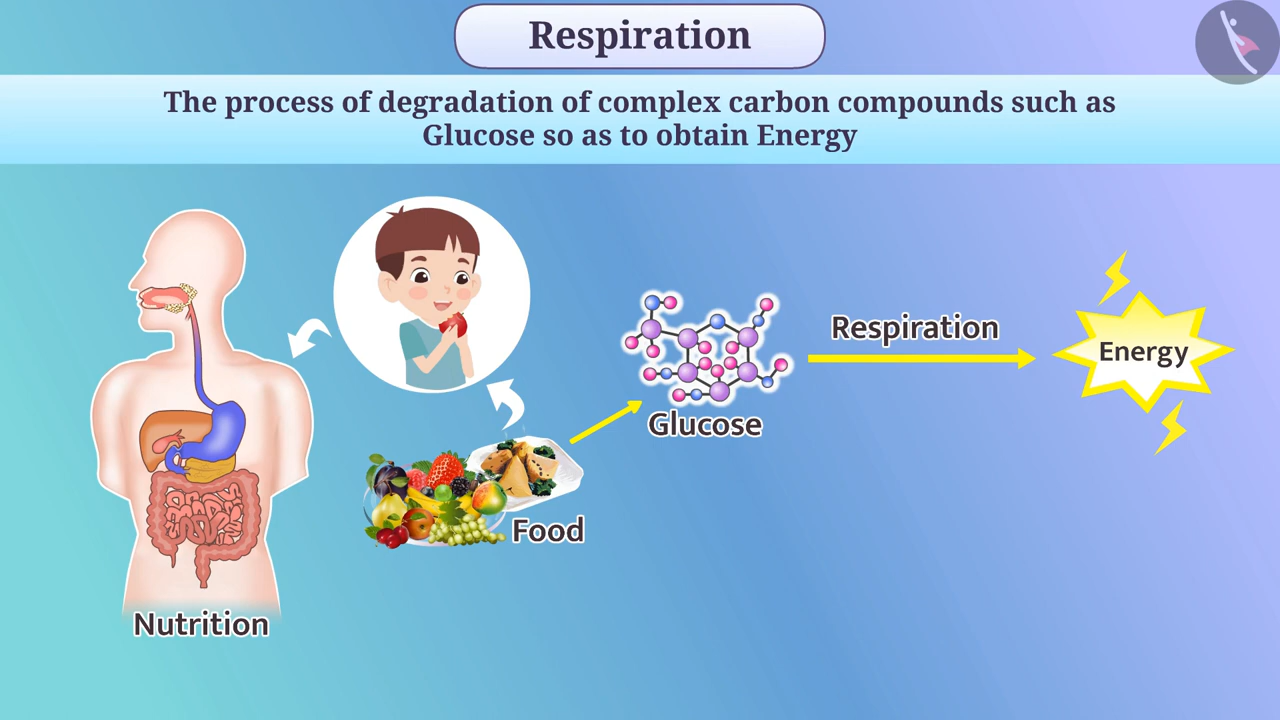 Respiration
The process of degradation of complex carbon compounds such as
Glucose so as to obtain Energy
Respiration
Energy
Glucose
Food
Nutrition